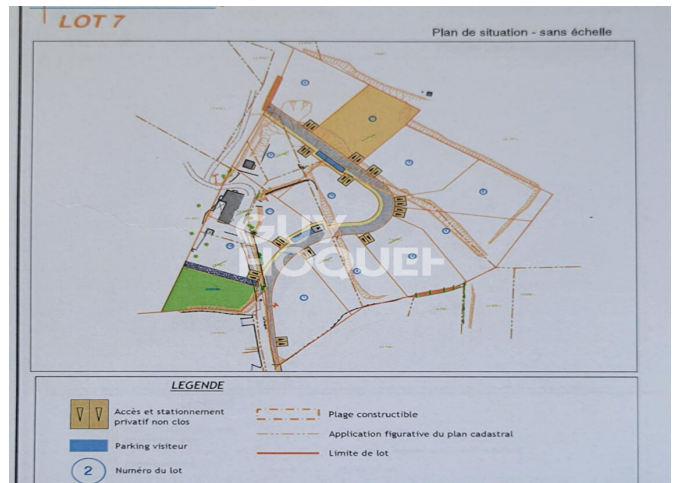 LOT 7
Plan de situation - sans échelle
GUY
HOQUET
LEGENDE
Accès et stationnement
privatif non clos
Parking visiteur
2 Numéro du lot
Plage constructible
Application figurative du plan cadastral
Limite de lot